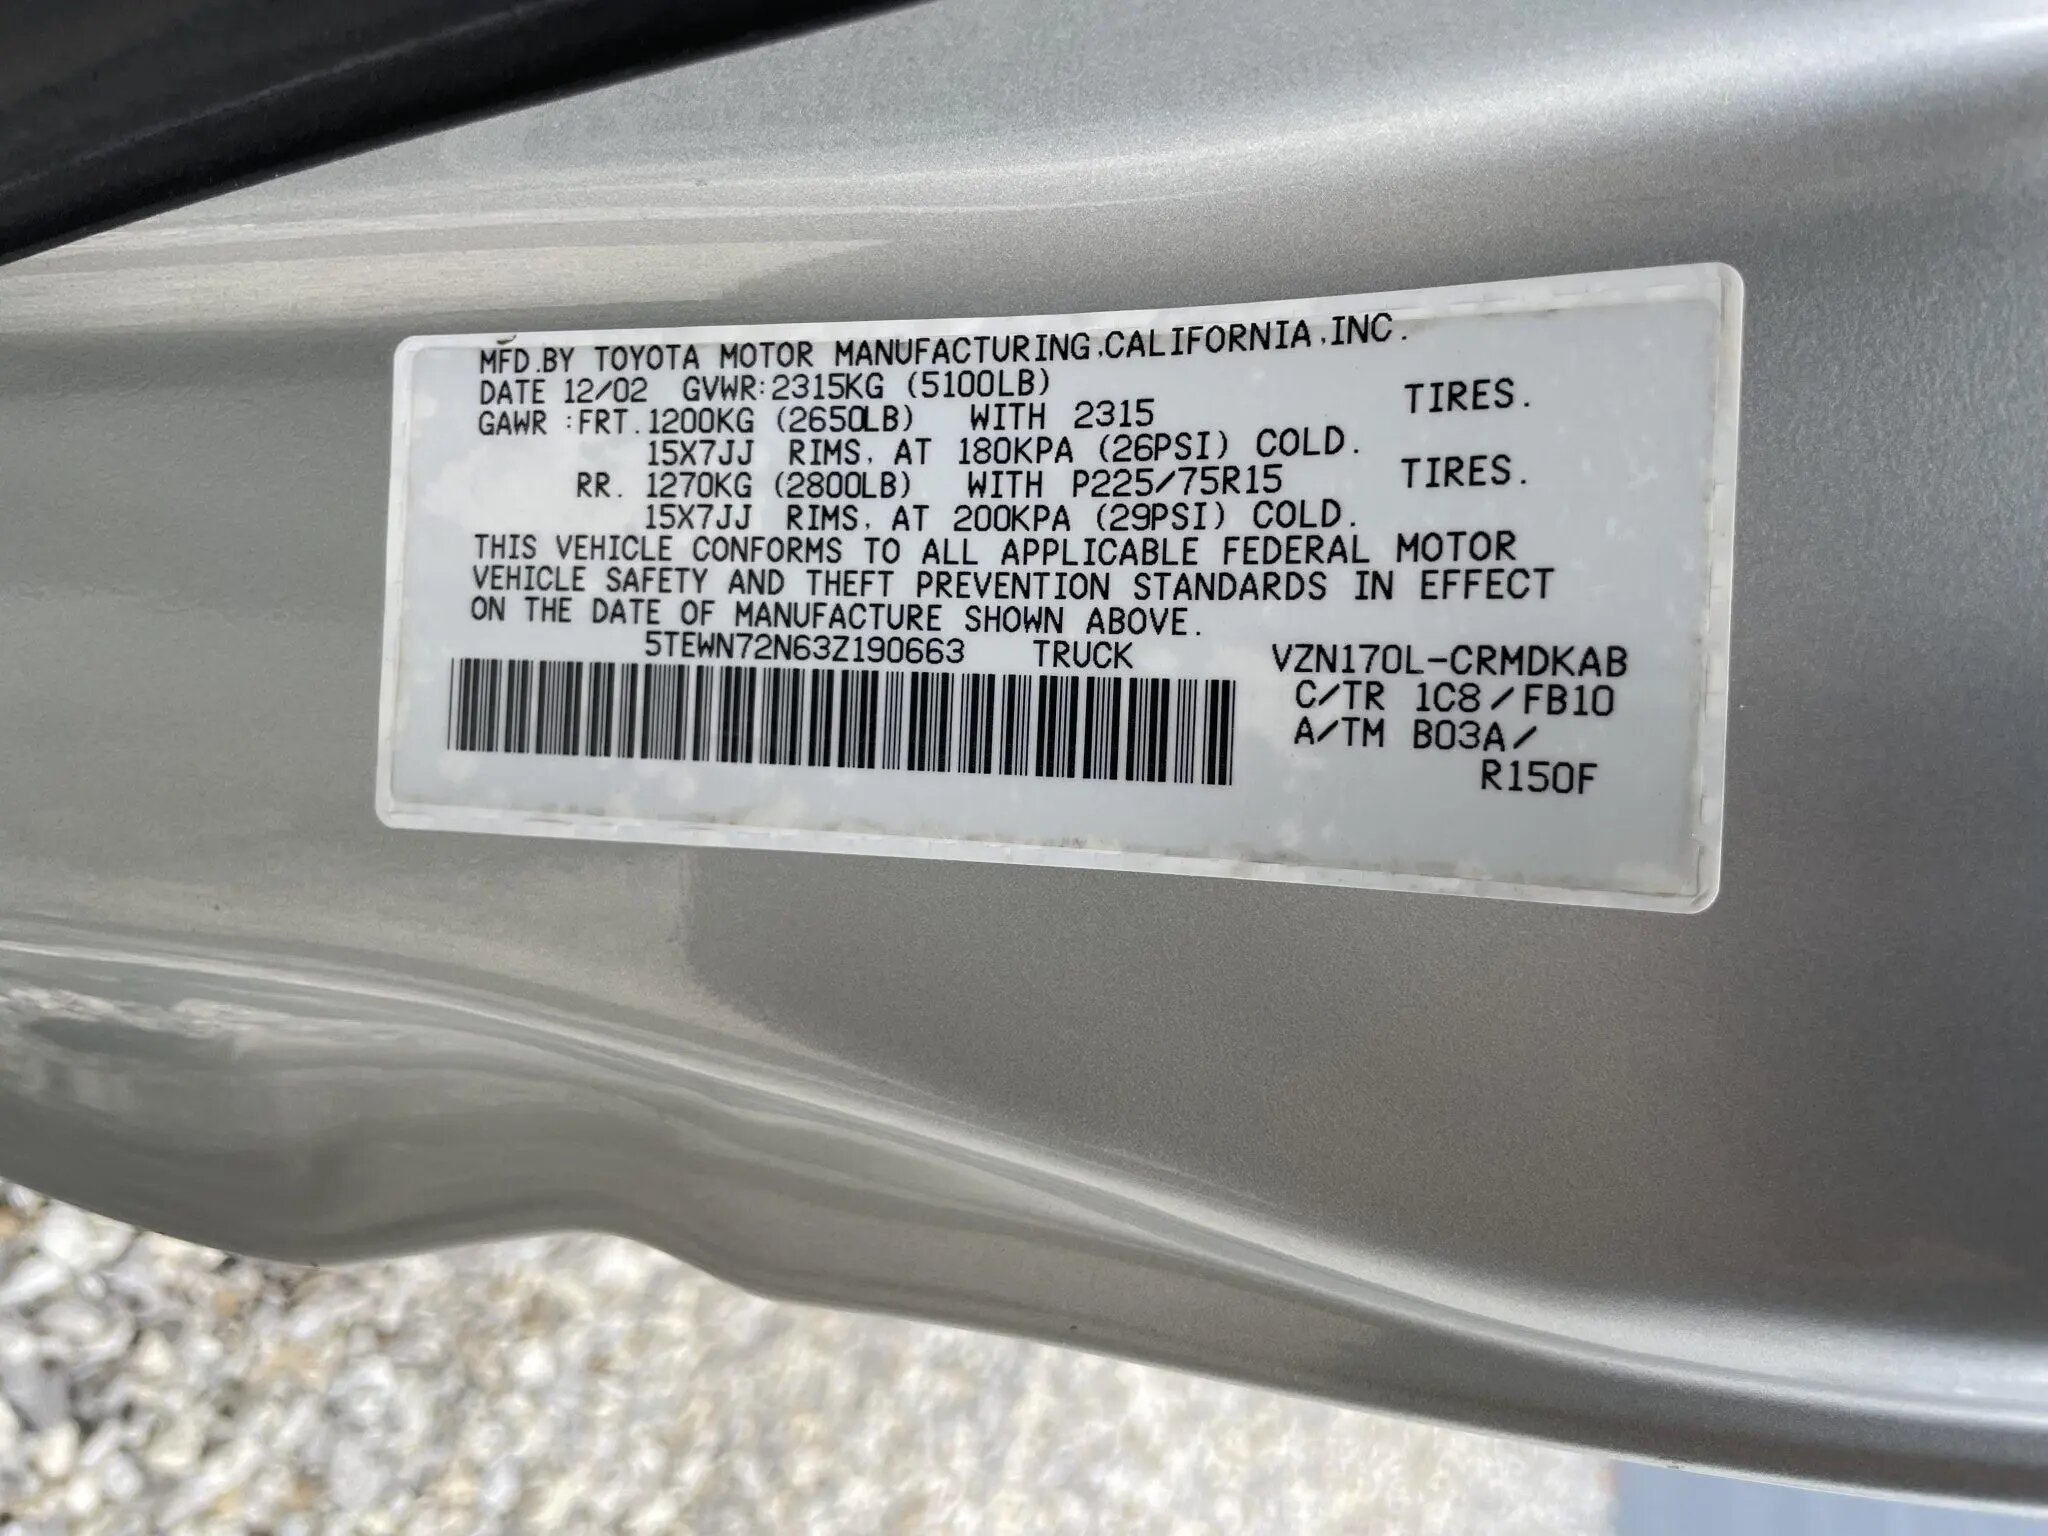 MFD.BY TOYOTA MOTOR MANUFACTURING,CALIFORNIA,INC.
DATE 12/02 GVWR:2315KG (5100LB)
GAWR :FRT. 1200KG (2650LB) WITH 2315 TIRES.
15X7JJ RIMS, AT 180KPA (26PSI) COLD.
RR. 1270KG (2800LB) WITH P225/75R15 TIRES.
15X7JJ RIMS, AT 200KPA (29PSI) COLD.
THIS VEHICLE CONFORMS TO ALL APPLICABLE FEDERAL MOTOR
VEHICLE SAFETY AND THEFT PREVENTION STANDARDS IN EFFECT
ON THE DATE OF MANUFACTURE SHOWN ABOVE.
5TEWN72N63Z190663 TRUCK VZN170L-CRMDKAB
C/TR 1C8/FB10
A/TM B03A/
R150F